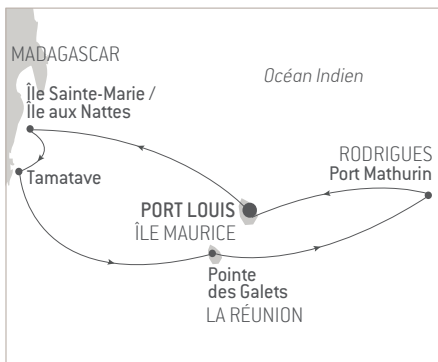 MADAGASCAR
Océan Indien
Île Sainte-Marie /
Île aux Nattes
Tamatave
RODRIGUES
Port Mathurin
PORT LOUIS
ÎLE MAURICE
Pointe
des Galets
LA RÉUNION